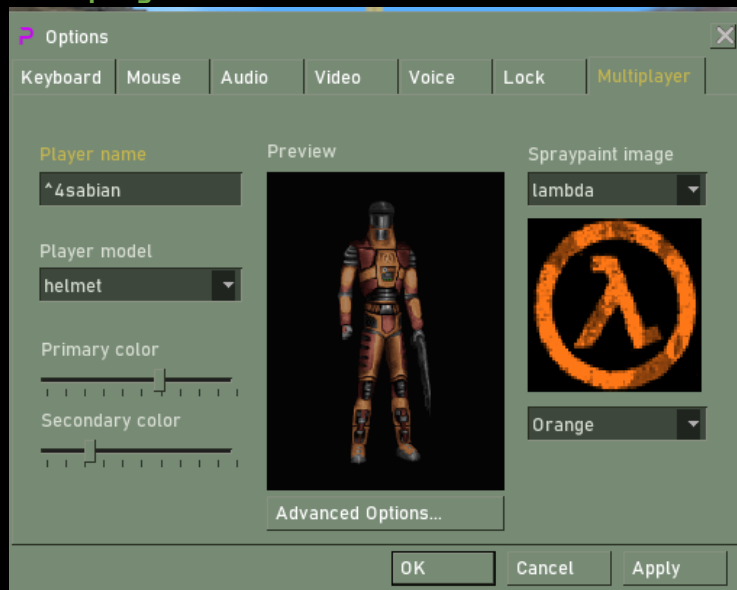 Options
Keyboard Mouse Audio Video Voice Lock Multiplayer
Player name
^4sabian
Player model
helmet
Primary color
Secondary color
Preview
Advanced Options...
Spraypaint image
lambda
Orange
OK Cancel Apply